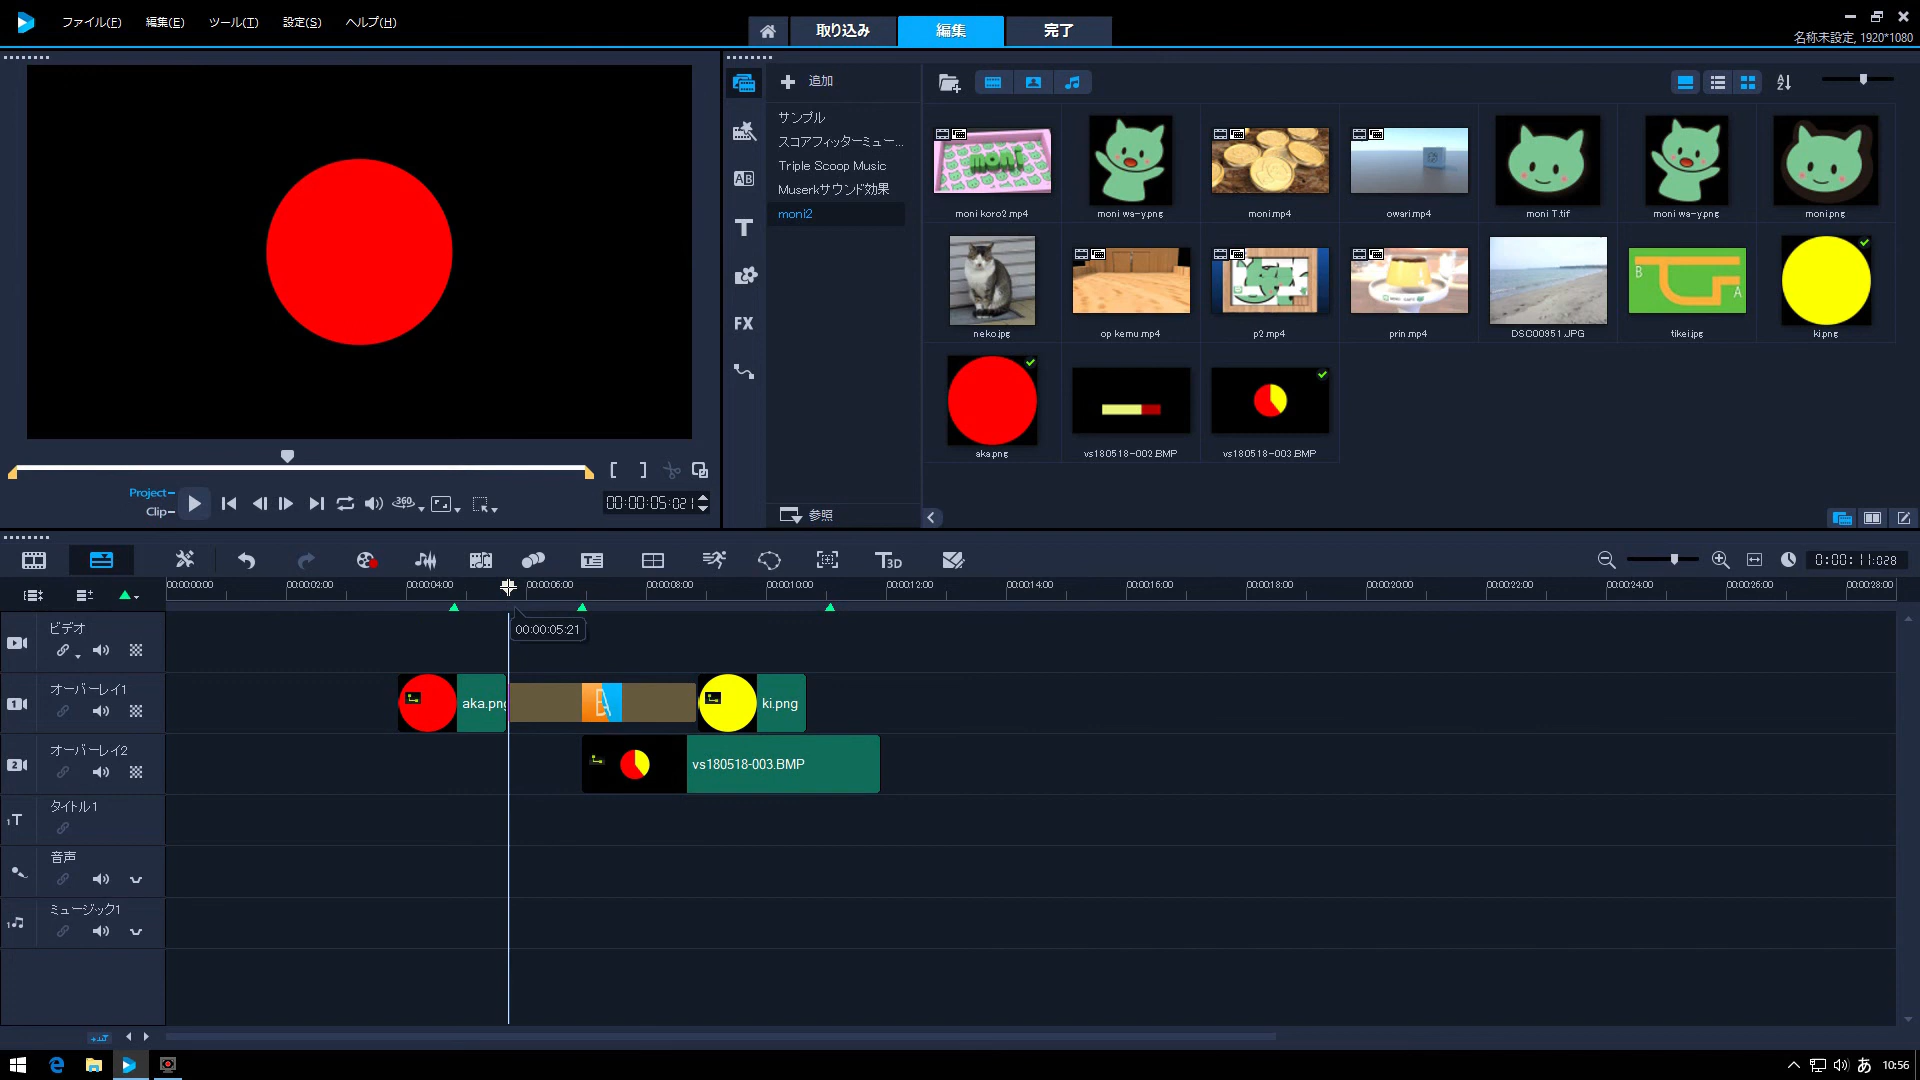 ファイル(F) 編集(E) ツール(T) 設定(S) ヘルプ(H)
取り込み 編集 完了
名称未設定, 1920*1080
追加
サンプル
スコアフィッターミュー...
Triple Scoop Music
Muserkサウンド効果
moni2
参照
moni koro2.mp4 moni wa-y.png moni.mp4 owari.mp4 moni T.tif moni wa-y.png moni.png
B A
neko.jpg op kemu.mp4 p2.mp4 prin.mp4 DSC00951.JPG tikei.jpg ki.png
aka.png vs180518-002.BMP vs180518-003.BMP
AB
T
FX
Project
Clip
360
00:00:05:021
T3D
0:00:11:028
00:00:00:00 00:00:02:00 00:00:04:00 00:00:06:00 00:00:08:00 00:00:10:00 00:00:12:00 00:00:14:00 00:00:16:00 00:00:18:00 00:00:20:00 00:00:22:00 00:00:24:00 00:00:26:00 00:00:28:00
00:00:05:21
ビデオ
オーバーレイ1
1
aka.png ki.png
オーバーレイ2
2
vs180518-003.BMP
タイトル1
1T
音声
ミュージック1
1
あ 10:56